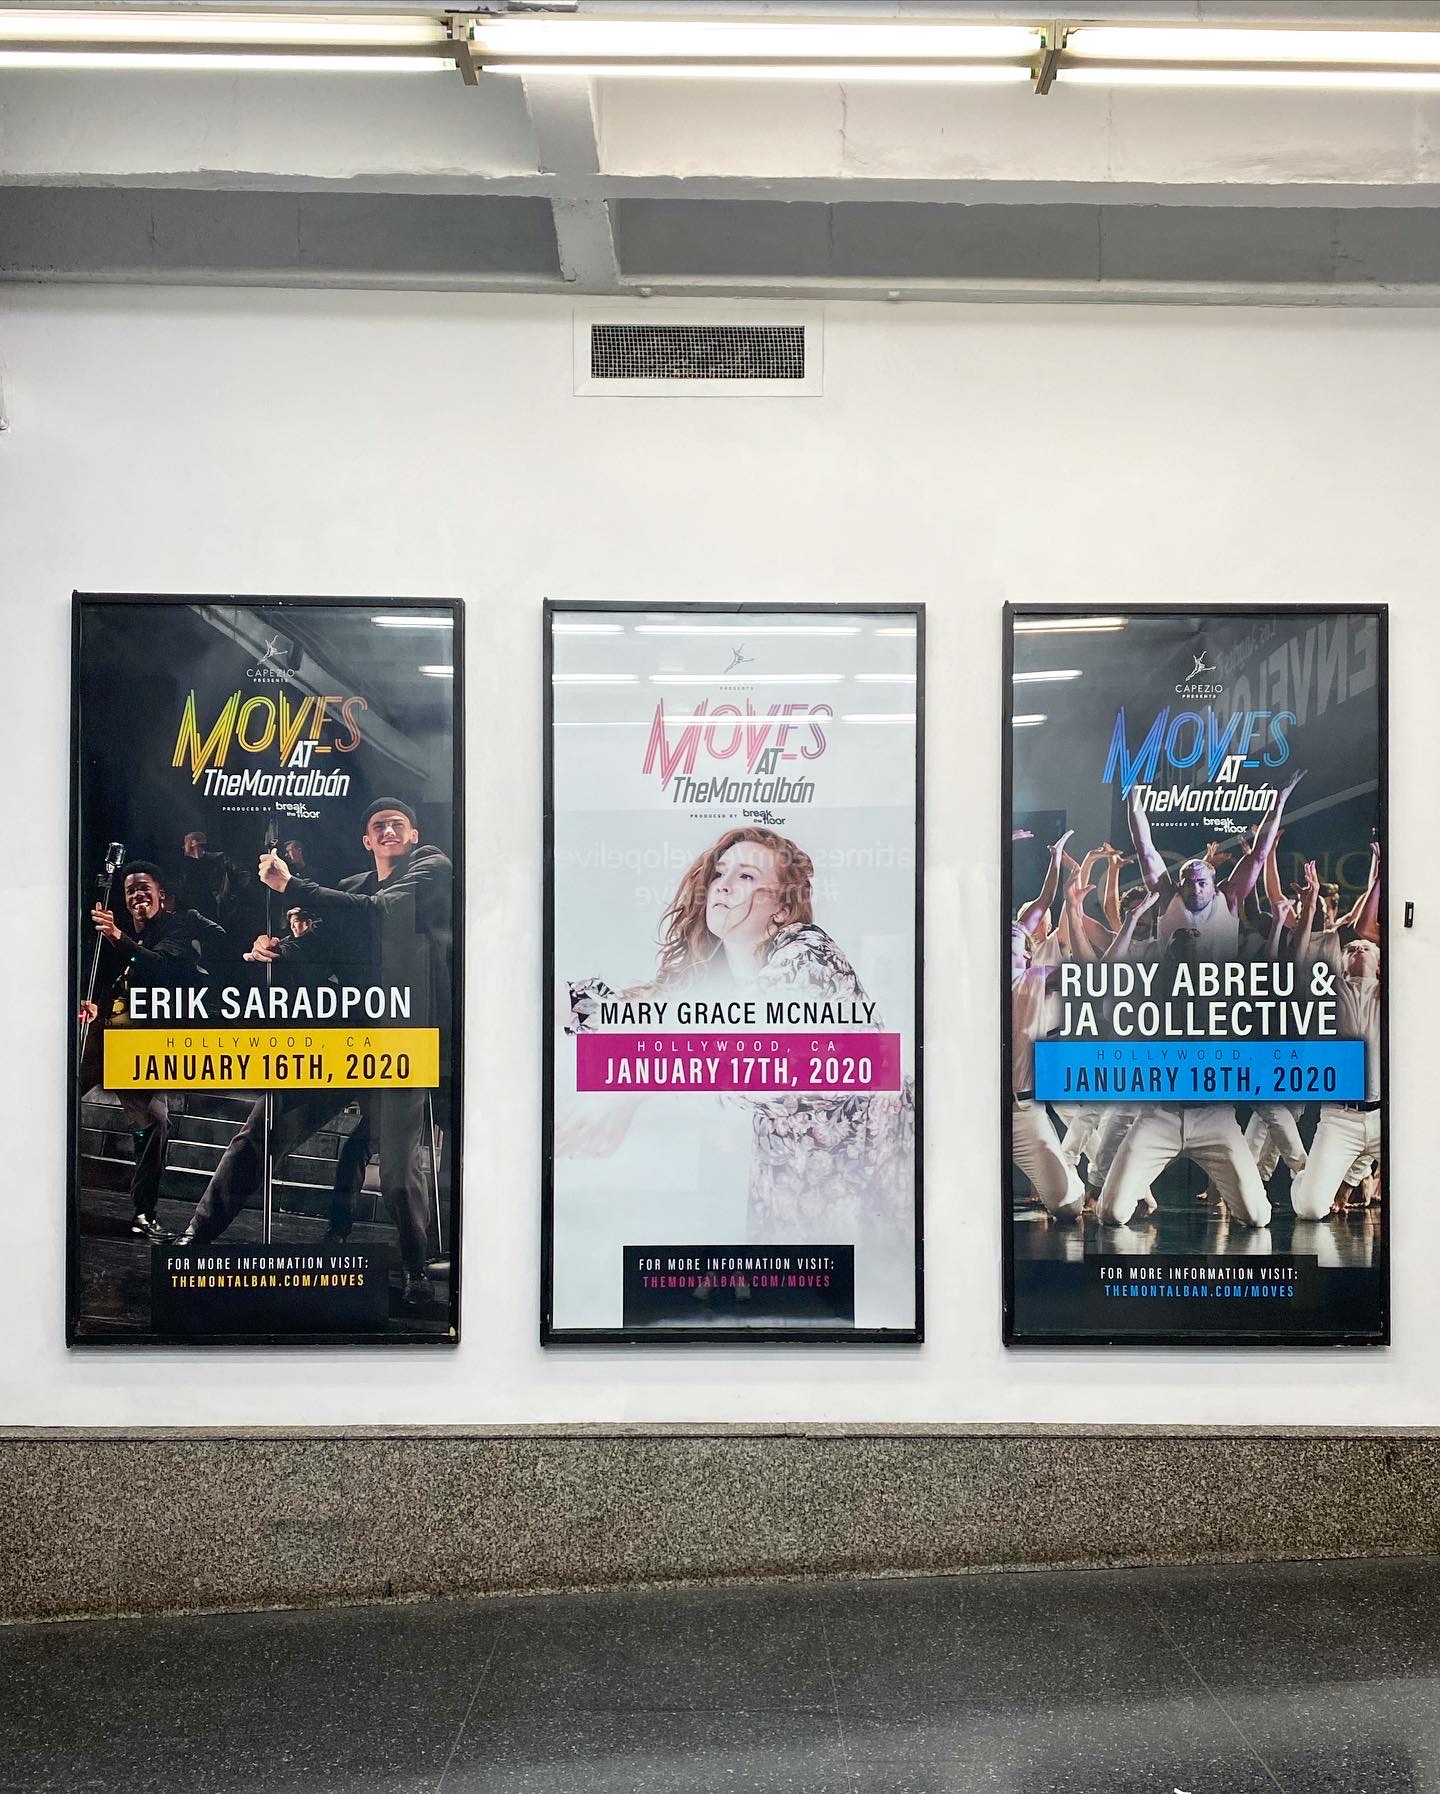 CAPEZIO
PRESENTS
MOVES
AT
TheMontalbán
PRODUCED BY break
the floor
ERIK SARADPON
HOLLYWOOD, CA
JANUARY 16TH, 2020
FOR MORE INFORMATION VISIT:
THEMONTALBAN.COM/MOVES
PRESENTS
MOVES
AT
TheMontalbán
PRODUCED BY break
the floor
MARY GRACE MCNALLY
HOLLYWOOD, CA
JANUARY 17TH, 2020
FOR MORE INFORMATION VISIT:
THEMONTALBAN.COM/MOVES
CAPEZIO
PRESENTS
MOVES
AT
TheMontalbán
PRODUCED BY break
the floor
RUDY ABREU &
JA COLLECTIVE
HOLLYWOOD, CA
JANUARY 18TH, 2020
FOR MORE INFORMATION VISIT:
THEMONTALBAN.COM/MOVES